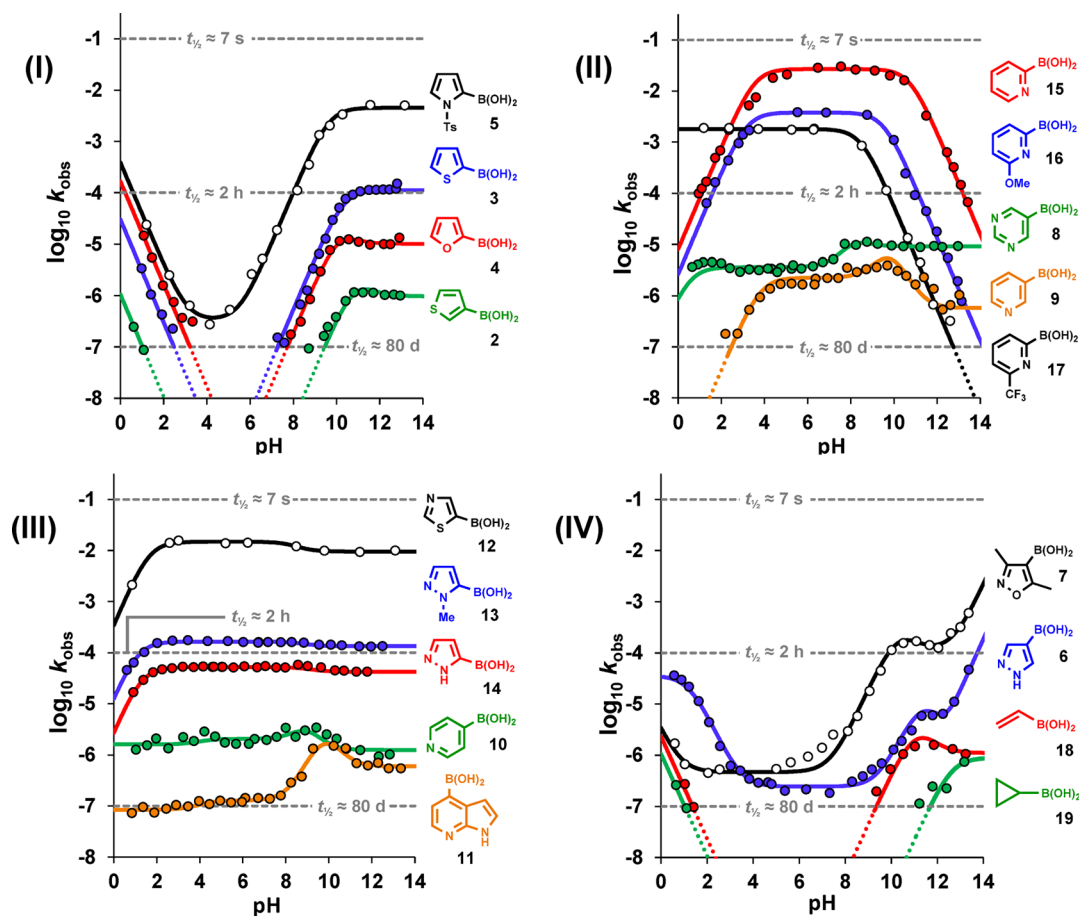 (I)
log₁₀ k_obs
-1
-2
-3
-4
-5
-6
-7
-8
t½ ≈ 7 s
t½ ≈ 2 h
t½ ≈ 80 d
0 2 4 6 8 10 12 14
pH
B(OH)₂
N
Ts
5
S
B(OH)₂
3
O
B(OH)₂
4
S
B(OH)₂
2
(II)
log₁₀ k_obs
-1
-2
-3
-4
-5
-6
-7
-8
t½ ≈ 7 s
t½ ≈ 2 h
t½ ≈ 80 d
0 2 4 6 8 10 12 14
pH
B(OH)₂
N
15
B(OH)₂
N
OMe
16
B(OH)₂
N
N
8
B(OH)₂
N
9
B(OH)₂
N
CF₃
17
(III)
log₁₀ k_obs
-1
-2
-3
-4
-5
-6
-7
-8
t½ ≈ 7 s
t½ ≈ 2 h
t½ ≈ 80 d
0 2 4 6 8 10 12 14
pH
N
S
B(OH)₂
12
N
N
Me
B(OH)₂
13
N
N
H
B(OH)₂
14
B(OH)₂
N
10
B(OH)₂
N
N
H
11
(IV)
log₁₀ k_obs
-1
-2
-3
-4
-5
-6
-7
-8
t½ ≈ 7 s
t½ ≈ 2 h
t½ ≈ 80 d
0 2 4 6 8 10 12 14
pH
B(OH)₂
N
O
7
B(OH)₂
N
N
H
6
B(OH)₂
18
B(OH)₂
19